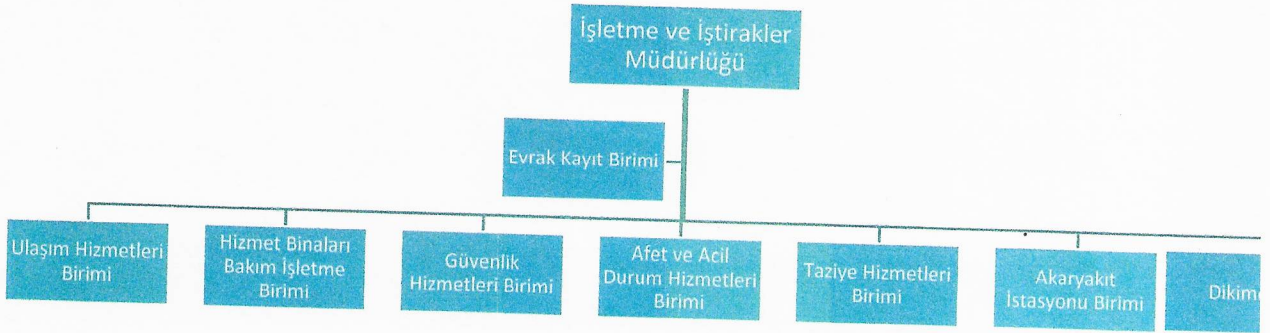 İşletme ve İştirakler
Müdürlüğü
Evrak Kayıt Birimi
Ulaşım Hizmetleri
Birimi
Hizmet Binaları
Bakım İşletme
Birimi
Güvenlik
Hizmetleri Birimi
Afet ve Acil
Durum Hizmetleri
Birimi
Taziye Hizmetleri
Birimi
Akaryakıt
İstasyonu Birimi